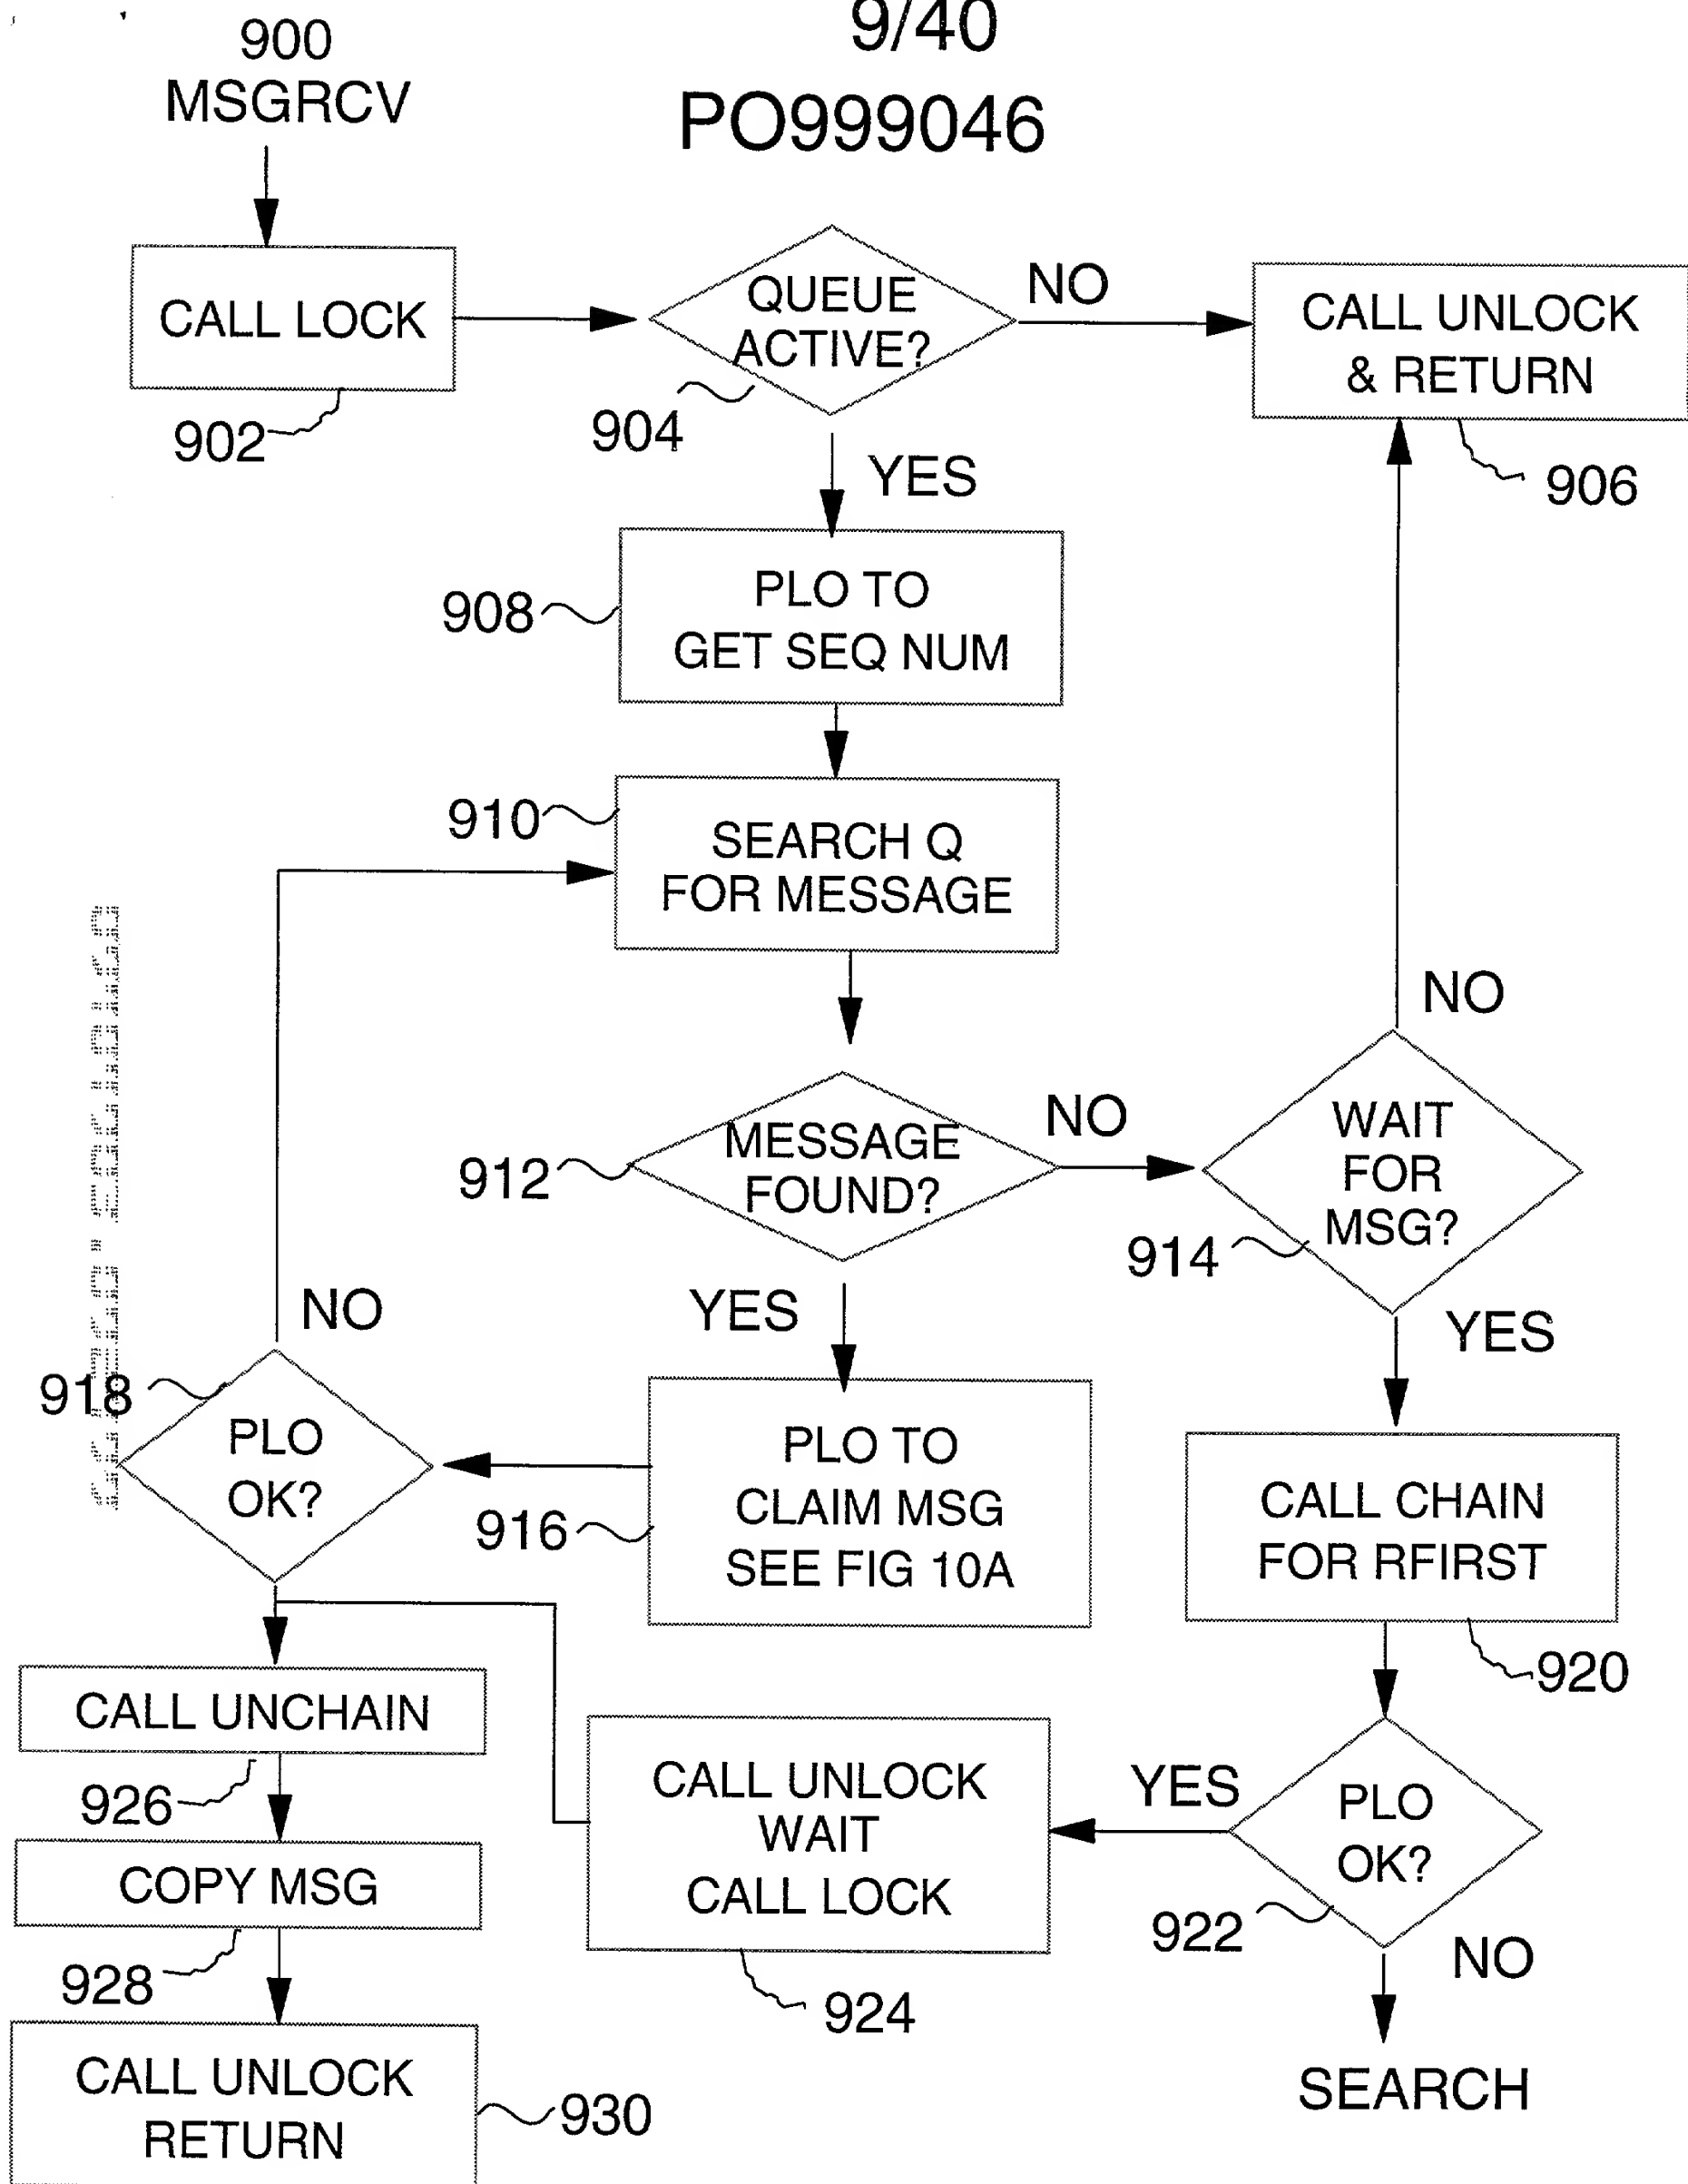 9/40
PO999046
900
MSGRCV
CALL LOCK
902
QUEUE
ACTIVE?
904
NO
CALL UNLOCK
& RETURN
906
YES
PLO TO
GET SEQ NUM
908
910
SEARCH Q
FOR MESSAGE
NO
912
MESSAGE
FOUND?
NO
WAIT
FOR
MSG?
914
YES
NO
YES
918
PLO
OK?
PLO TO
CLAIM MSG
SEE FIG 10A
916
CALL CHAIN
FOR RFIRST
920
CALL UNCHAIN
926
CALL UNLOCK
WAIT
CALL LOCK
924
YES
PLO
OK?
922
NO
COPY MSG
928
SEARCH
CALL UNLOCK
RETURN
930